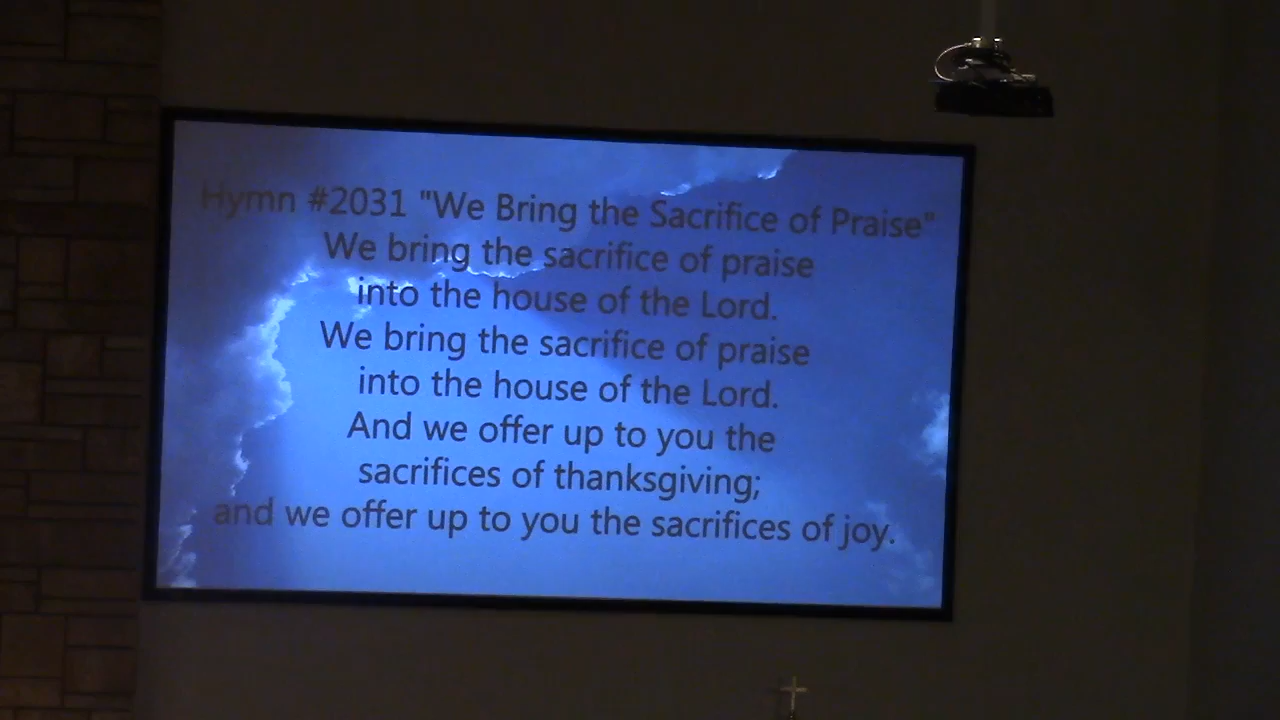 Hymn #2031 "We Bring the Sacrifice of Praise"
We bring the sacrifice of praise
into the house of the Lord.
We bring the sacrifice of praise
into the house of the Lord.
And we offer up to you the
sacrifices of thanksgiving;
and we offer up to you the sacrifices of joy.